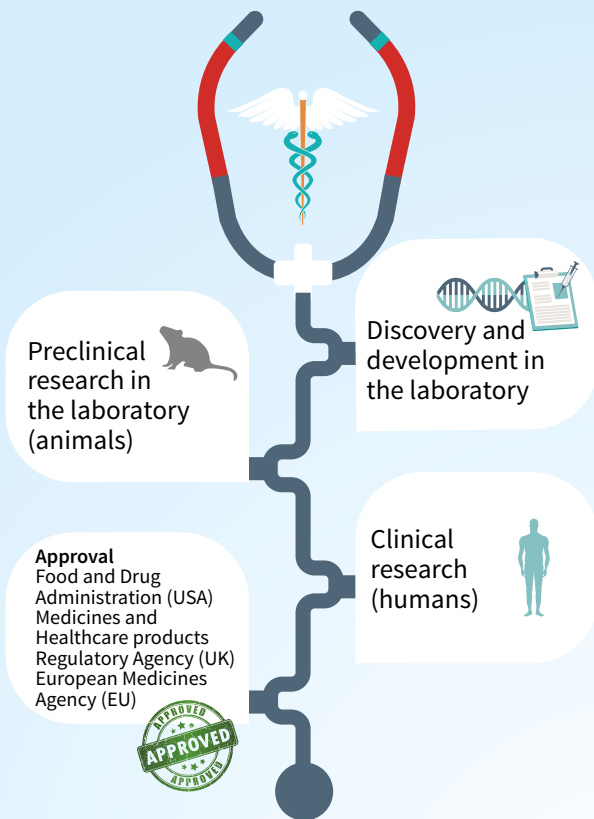 Discovery and
development in
the laboratory
Preclinical
research in
the laboratory
(animals)
Clinical
research
(humans)
Approval
Food and Drug
Administration (USA)
Medicines and
Healthcare products
Regulatory Agency (UK)
European Medicines
Agency (EU)
APPROVED
APPROVED
APPROVED